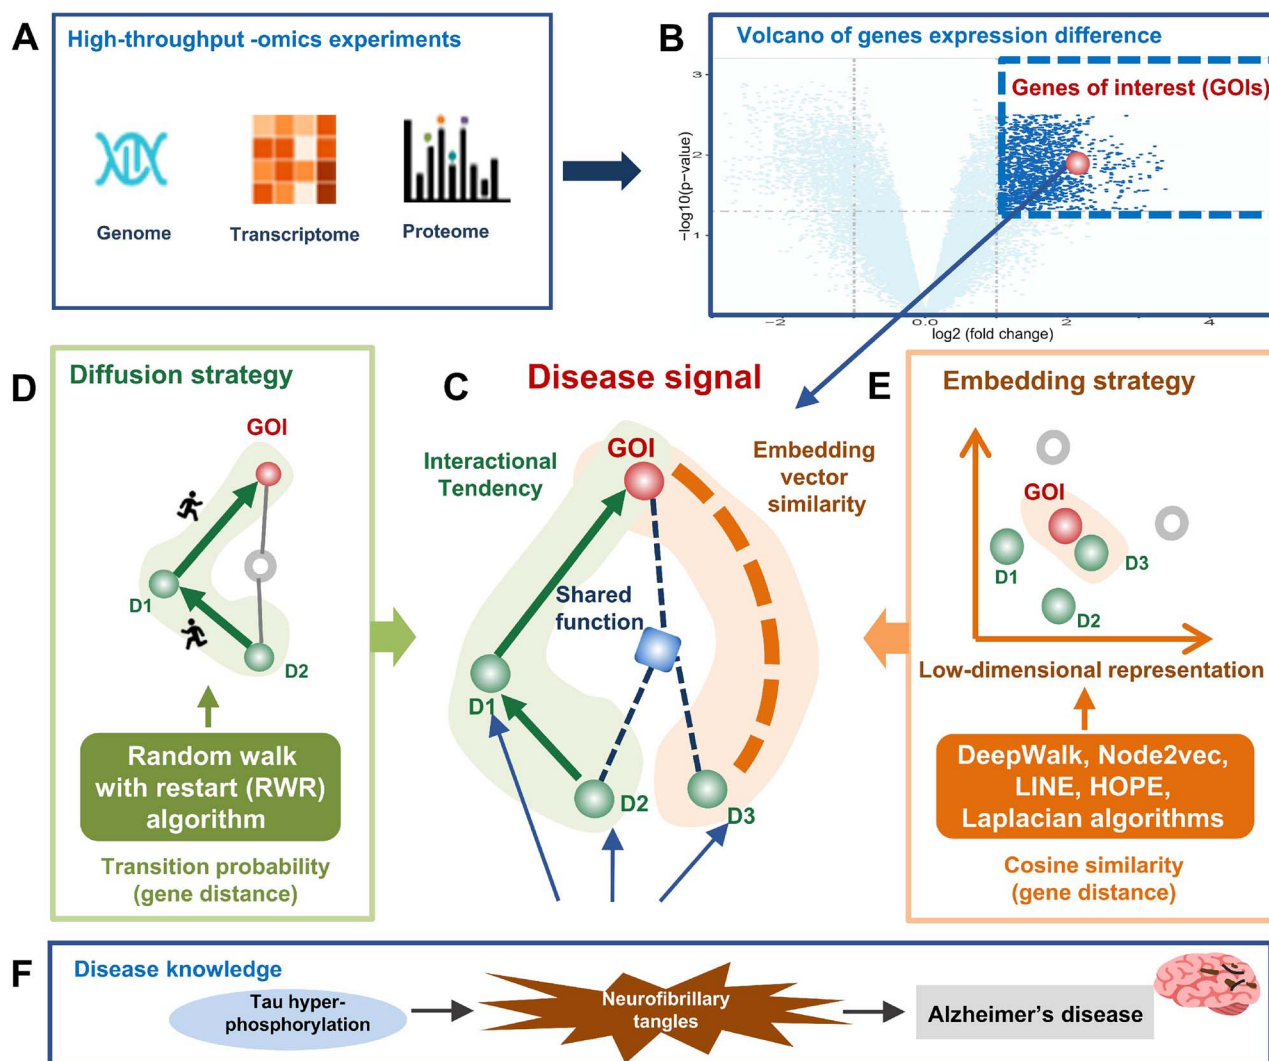 A
High-throughput -omics experiments
Genome
Transcriptome
Proteome
B
Volcano of genes expression difference
Genes of interest (GOIs)
3
2
1
−log10(p−value)
−2
0.0
2
4
log2 (fold change)
D
Diffusion strategy
GOI
D1
D2
Random walk
with restart (RWR)
algorithm
Transition probability
(gene distance)
C
Disease signal
GOI
Interactional
Tendency
Embedding
vector
similarity
Shared
function
D1
D2
D3
E
Embedding strategy
GOI
D1
D3
D2
Low-dimensional representation
DeepWalk, Node2vec,
LINE, HOPE,
Laplacian algorithms
Cosine similarity
(gene distance)
F
Disease knowledge
Tau hyper-
phosphorylation
Neurofibrillary
tangles
Alzheimer’s disease